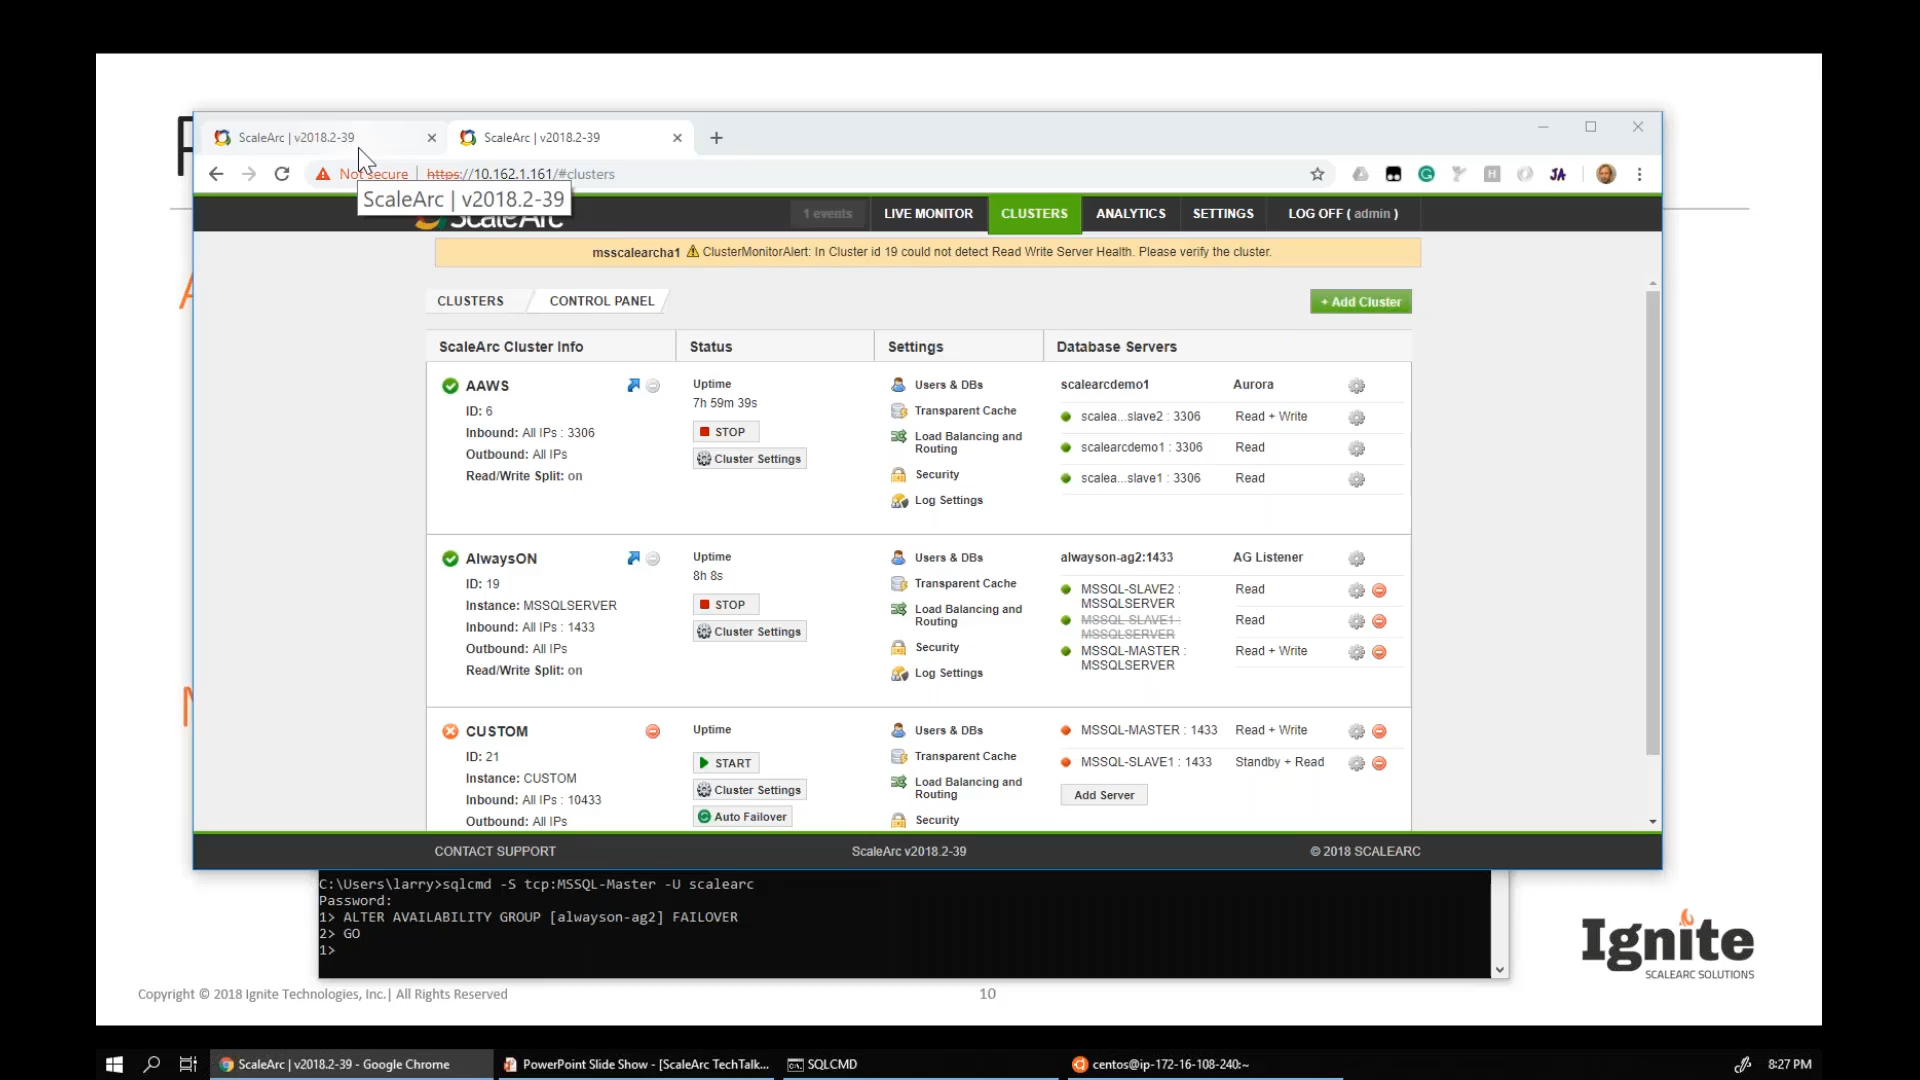 ScaleArc | v2018.2-39
ScaleArc | v2018.2-39
Not secure
https://10.162.1.161/#clusters
ScaleArc | v2018.2-39
ScaleArc
1 events
LIVE MONITOR
CLUSTERS
ANALYTICS
SETTINGS
LOG OFF ( admin )
msscalearcha1 ClusterMonitorAlert: In Cluster id 19 could not detect Read Write Server Health. Please verify the cluster.
CLUSTERS
CONTROL PANEL
+ Add Cluster
ScaleArc Cluster Info
Status
Settings
Database Servers
AAWS
ID: 6
Inbound: All IPs : 3306
Outbound: All IPs
Read/Write Split: on
Uptime
7h 59m 39s
STOP
Cluster Settings
Users & DBs
Transparent Cache
Load Balancing and
Routing
Security
Log Settings
scalearcdemo1 Aurora
scalea...slave2 : 3306 Read + Write
scalearcdemo1 : 3306 Read
scalea...slave1 : 3306 Read
AlwaysON
ID: 19
Instance: MSSQLSERVER
Inbound: All IPs : 1433
Outbound: All IPs
Read/Write Split: on
Uptime
8h 8s
STOP
Cluster Settings
Users & DBs
Transparent Cache
Load Balancing and
Routing
Security
Log Settings
alwayson-ag2:1433 AG Listener
MSSQL-SLAVE2 : Read
MSSQLSERVER
MSSQL-SLAVE1 : Read
MSSQLSERVER
MSSQL-MASTER : Read + Write
MSSQLSERVER
CUSTOM
ID: 21
Instance: CUSTOM
Inbound: All IPs : 10433
Outbound: All IPs
Uptime
START
Cluster Settings
Auto Failover
Users & DBs
Transparent Cache
Load Balancing and
Routing
Security
MSSQL-MASTER : 1433 Read + Write
MSSQL-SLAVE1 : 1433 Standby + Read
Add Server
CONTACT SUPPORT
ScaleArc v2018.2-39
© 2018 SCALEARC
C:\Users\larry>sqlcmd -S tcp:MSSQL-Master -U scalearc
Password:
1> ALTER AVAILABILITY GROUP [alwayson-ag2] FAILOVER
2> GO
1>
Ignite
SCALEARC SOLUTIONS
Copyright © 2018 Ignite Technologies, Inc.| All Rights Reserved
10
ScaleArc | v2018.2-39 - Google Chrome
PowerPoint Slide Show - [ScaleArc TechTalk...
SQLCMD
centos@ip-172-16-108-240:~
8:27 PM